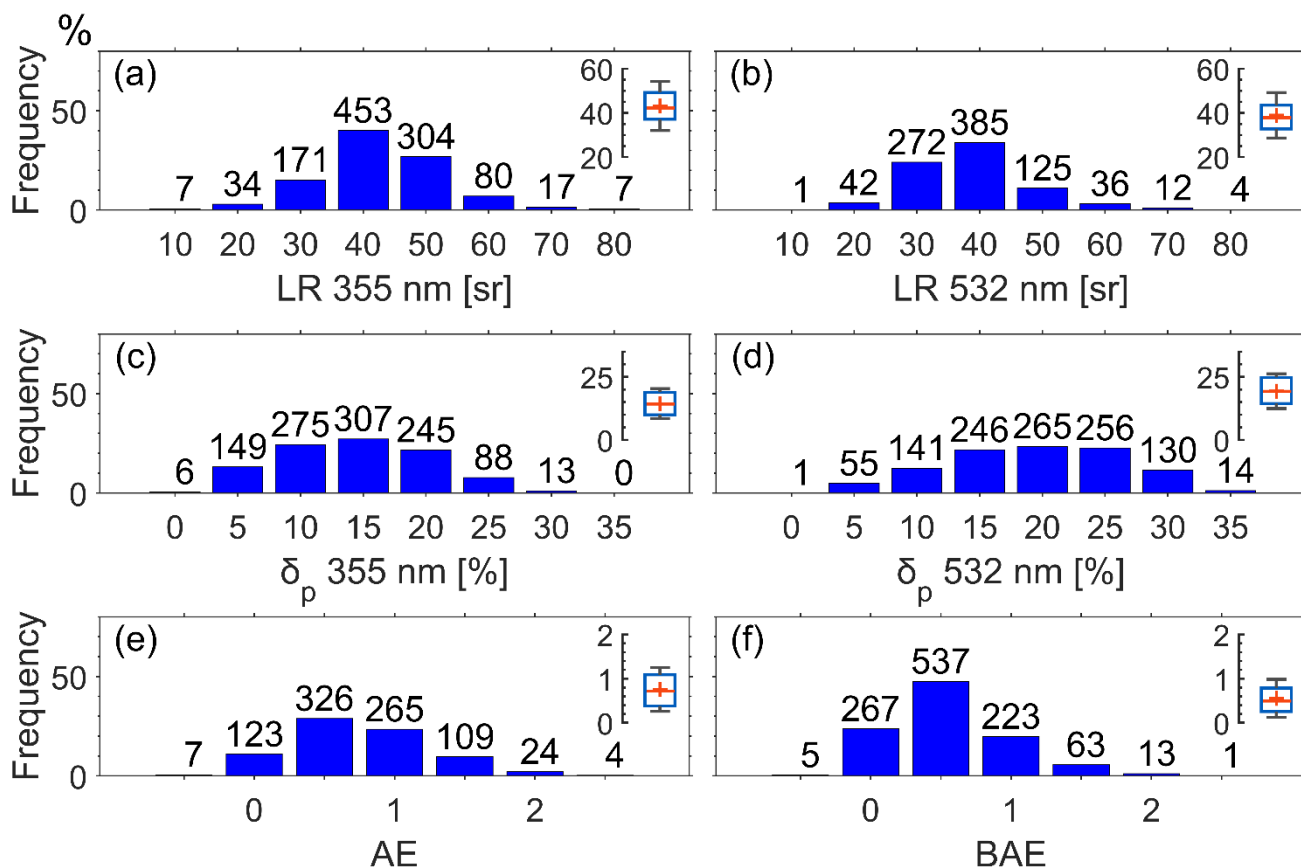 %
(a)
Frequency
50
0
7 34 171 453 304 80 17 7
60
40
20
10 20 30 40 50 60 70 80
LR 355 nm [sr]
(b)
1 42 272 385 125 36 12 4
60
40
20
10 20 30 40 50 60 70 80
LR 532 nm [sr]
(c)
Frequency
50
0
6 149 275 307 245 88 13 0
25
0
0 5 10 15 20 25 30 35
δp 355 nm [%]
(d)
1 55 141 246 265 256 130 14
25
0
0 5 10 15 20 25 30 35
δp 532 nm [%]
(e)
Frequency
50
0
7 123 326 265 109 24 4
2
1
0
0 1 2
AE
(f)
5 267 537 223 63 13 1
2
1
0
0 1 2
BAE